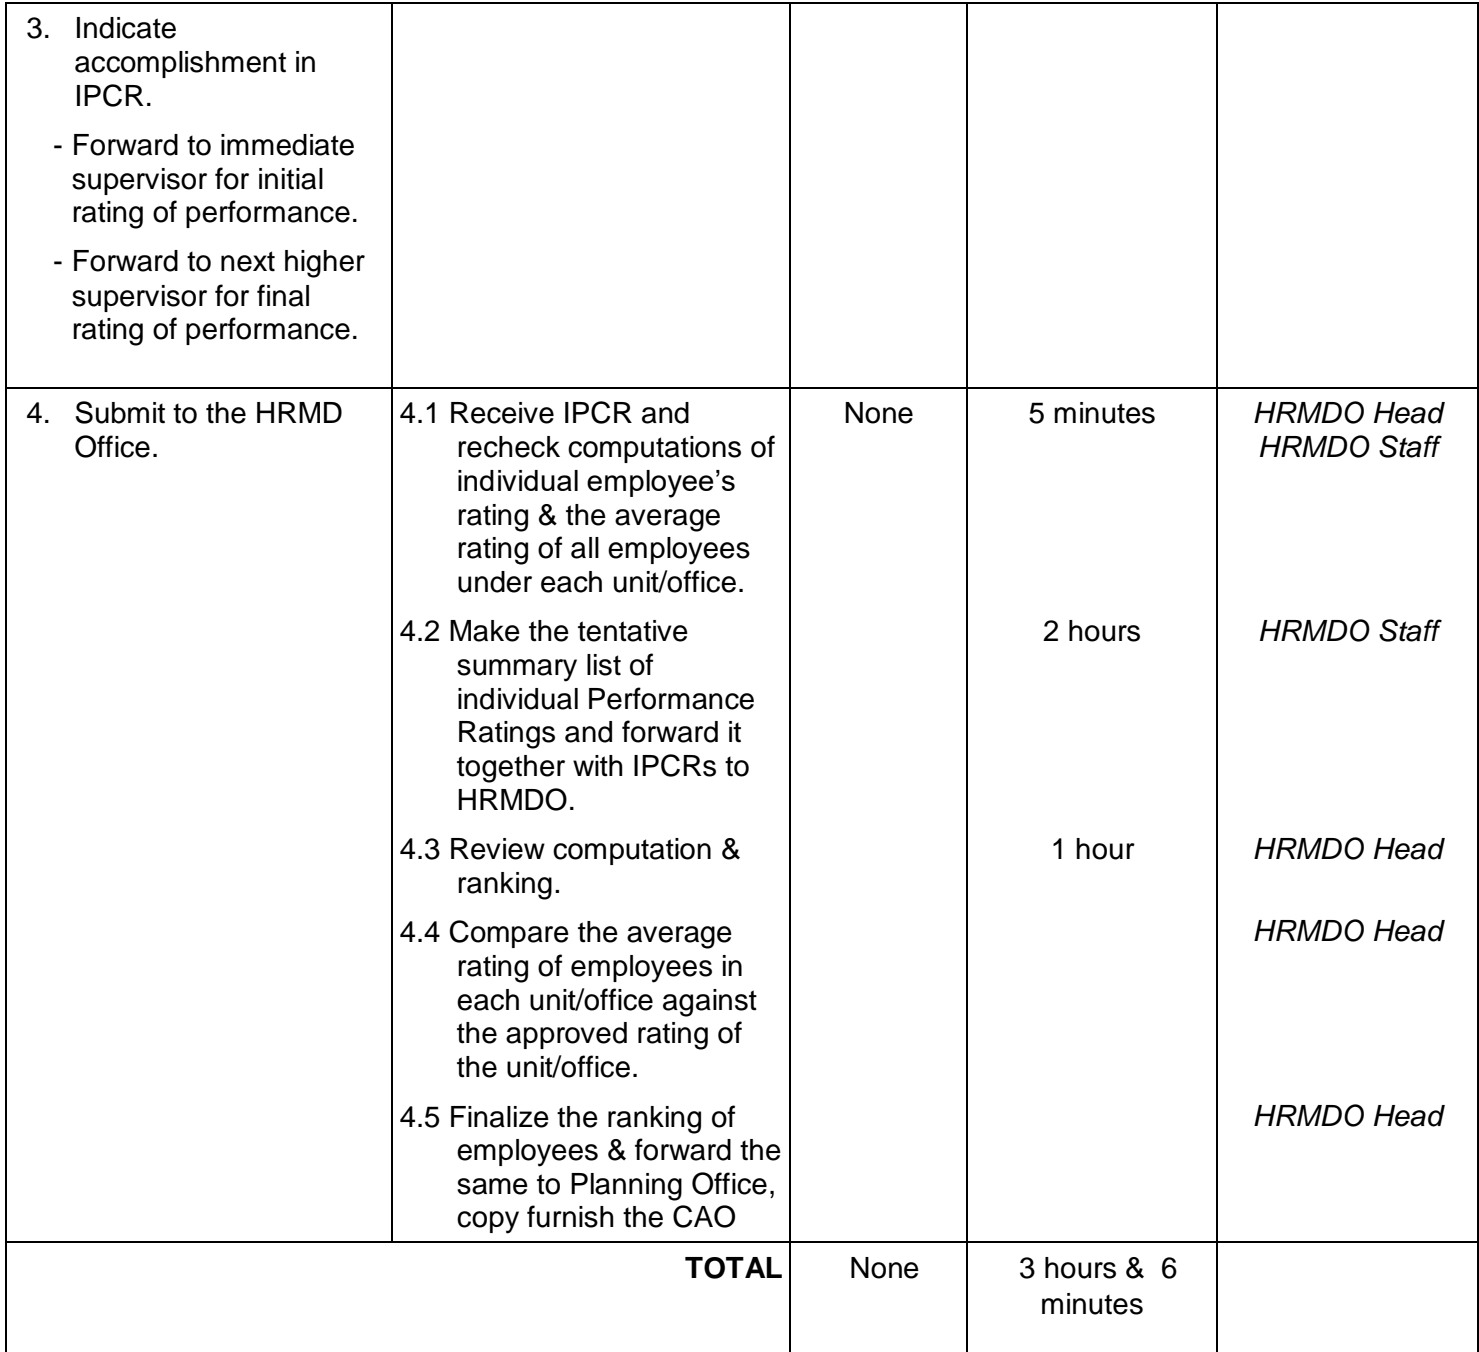 3. Indicate
accomplishment in
IPCR.
- Forward to immediate
supervisor for initial
rating of performance.
- Forward to next higher
supervisor for final
rating of performance.
4. Submit to the HRMD
Office.
4.1 Receive IPCR and
recheck computations of
individual employee’s
rating & the average
rating of all employees
under each unit/office.
None
5 minutes
HRMDO Head
HRMDO Staff
4.2 Make the tentative
summary list of
individual Performance
Ratings and forward it
together with IPCRs to
HRMDO.
2 hours
HRMDO Staff
4.3 Review computation &
ranking.
1 hour
HRMDO Head
4.4 Compare the average
rating of employees in
each unit/office against
the approved rating of
the unit/office.
HRMDO Head
4.5 Finalize the ranking of
employees & forward the
same to Planning Office,
copy furnish the CAO
HRMDO Head
TOTAL
None
3 hours & 6
minutes